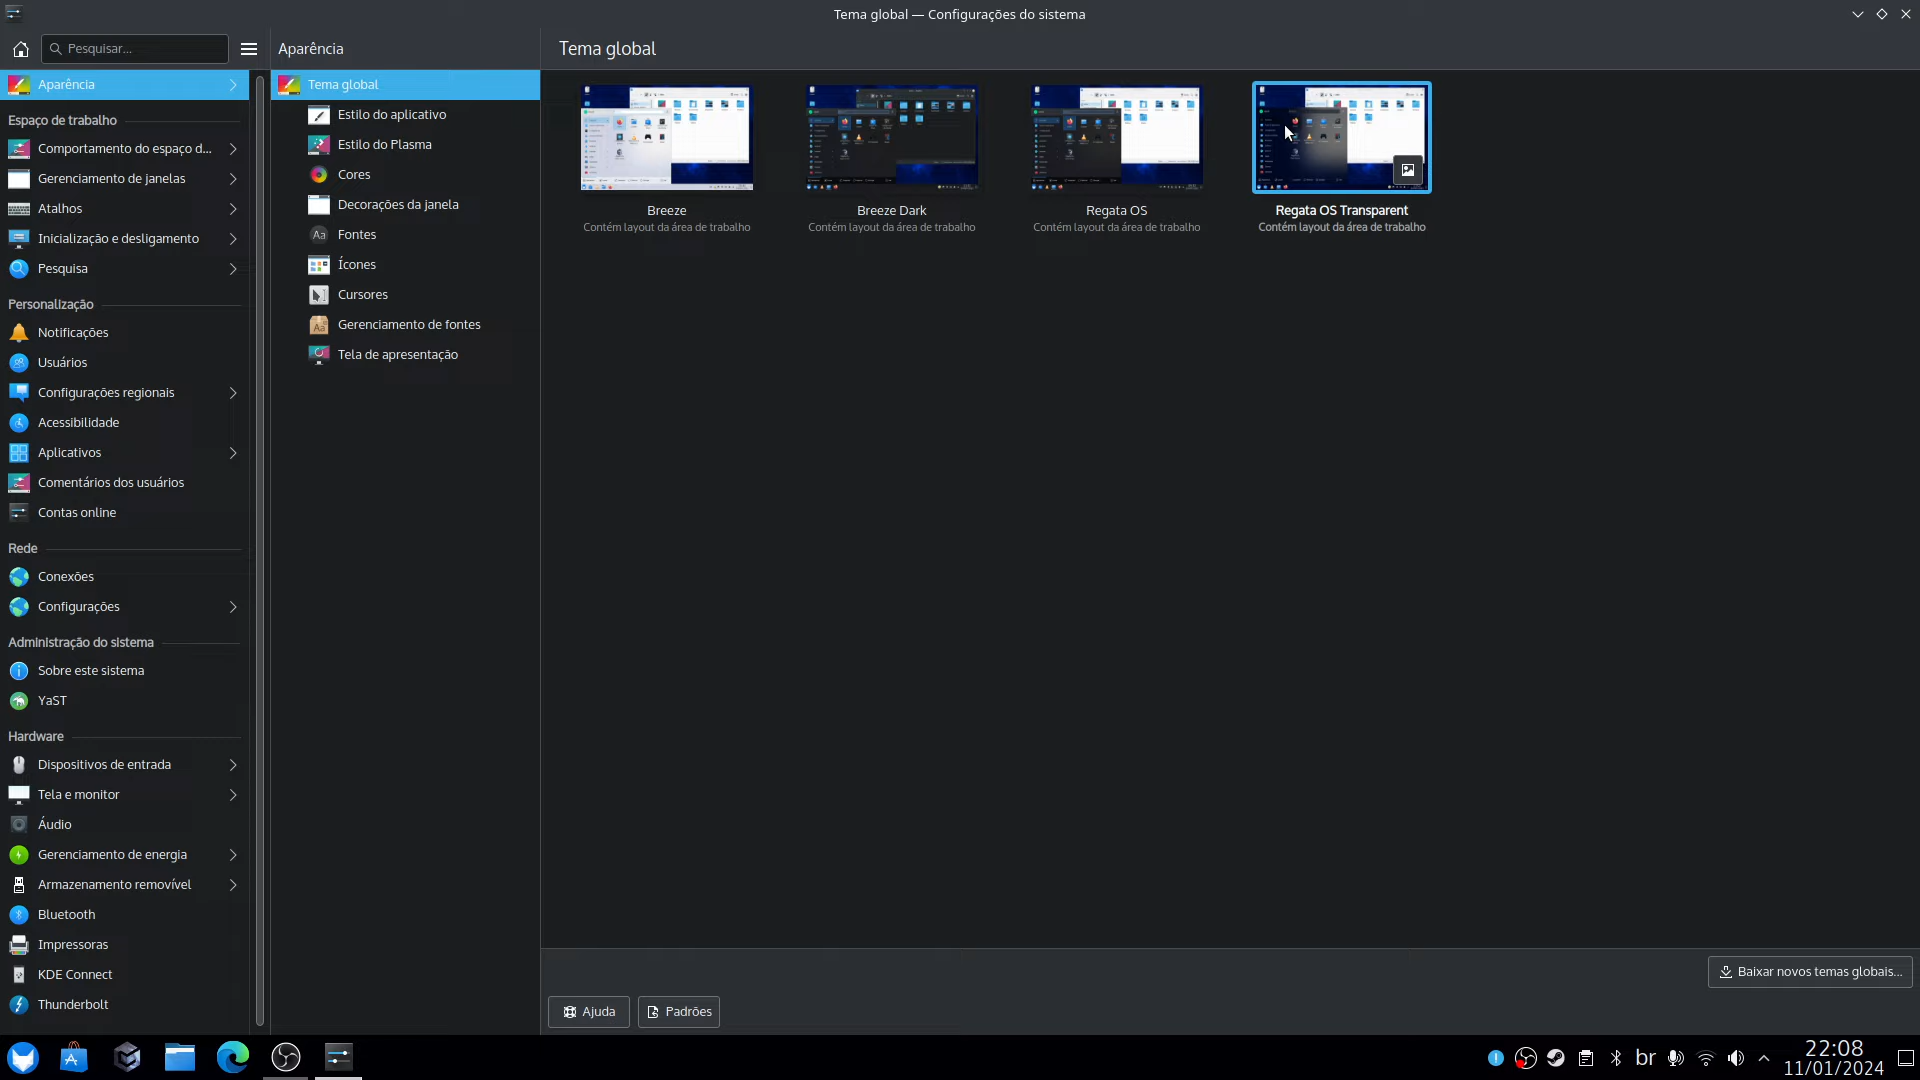 Tema global — Configurações do sistema
Pesquisar...
Aparência
Tema global
Aparência
Espaço de trabalho
Comportamento do espaço d...
Gerenciamento de janelas
Atalhos
Inicialização e desligamento
Pesquisa
Personalização
Notificações
Usuários
Configurações regionais
Acessibilidade
Aplicativos
Comentários dos usuários
Contas online
Rede
Conexões
Configurações
Administração do sistema
Sobre este sistema
YaST
Hardware
Dispositivos de entrada
Tela e monitor
Áudio
Gerenciamento de energia
Armazenamento removível
Bluetooth
Impressoras
KDE Connect
Thunderbolt
Tema global
Estilo do aplicativo
Estilo do Plasma
Cores
Decorações da janela
Fontes
Ícones
Cursores
Gerenciamento de fontes
Tela de apresentação
Breeze
Contém layout da área de trabalho
Breeze Dark
Contém layout da área de trabalho
Regata OS
Contém layout da área de trabalho
Regata OS Transparent
Contém layout da área de trabalho
Baixar novos temas globais...
Ajuda
Padrões
br
22:08
11/01/2024